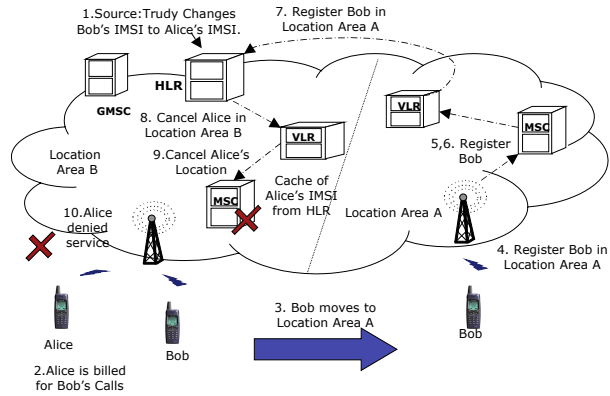 1.Source:Trudy Changes
Bob's IMSI to Alice's IMSI.
7. Register Bob in
Location Area A
HLR
GMSC
VLR
MSC
8. Cancel Alice in
Location Area B
VLR
5,6. Register
Bob
9.Cancel Alice's
Location
Location
Area B
Cache of
Alice's IMSI
from HLR
MSC
Location Area A
10.Alice
denied
service
4. Register Bob in
Location Area A
3. Bob moves to
Location Area A
Alice
Bob
Bob
2.Alice is billed
for Bob's Calls